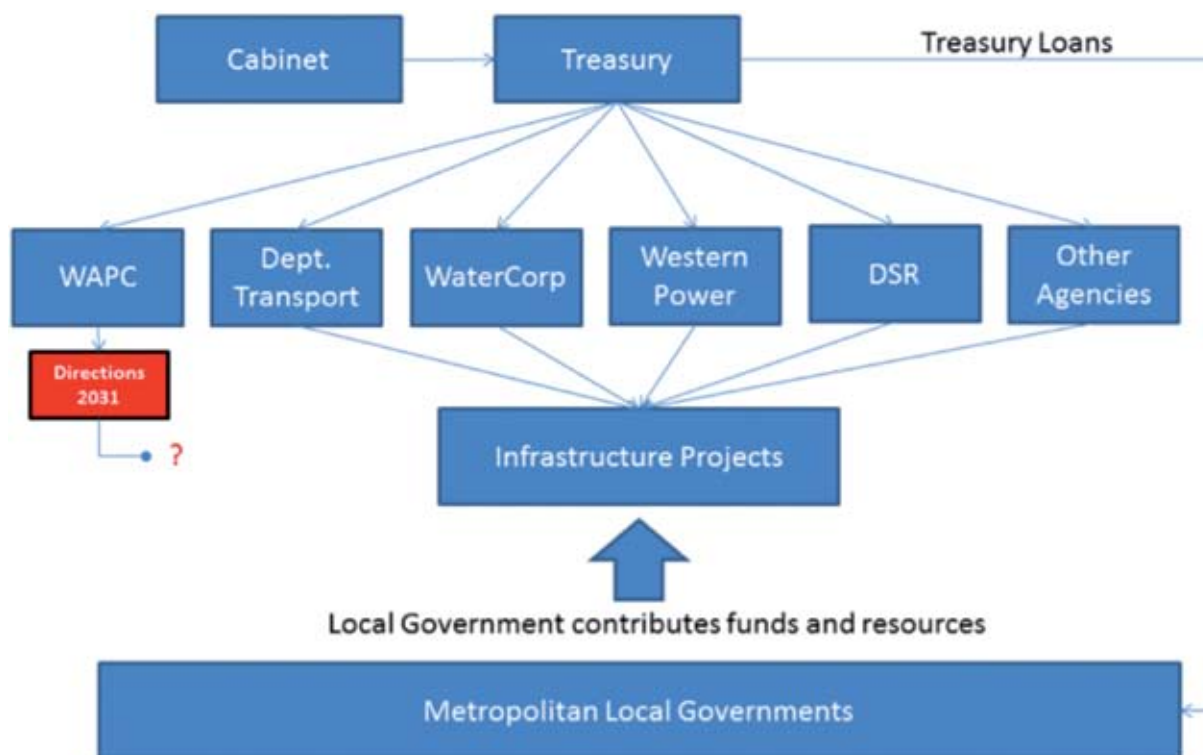 Cabinet
Treasury
Treasury Loans
WAPC
Dept.
Transport
WaterCorp
Western
Power
DSR
Other
Agencies
Directions
2031
?
Infrastructure Projects
Local Government contributes funds and resources
Metropolitan Local Governments